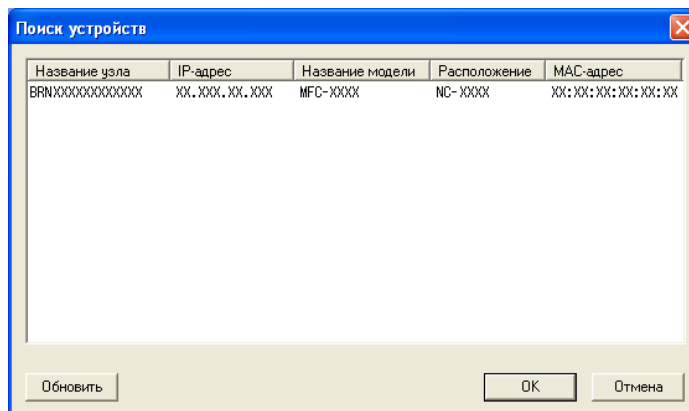 Поиск устройств
Название узла IP-адрес Название модели Расположение MAC-адрес
BRNXXXXXXXXXXXX XX.XXX.XX.XXX MFC-XXXX NC-XXXX XX:XX:XX:XX:XX:XX
Обновить OK Отмена